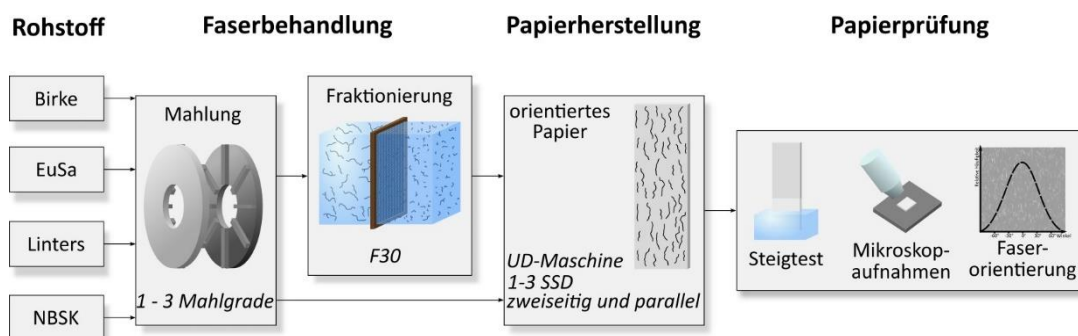 Rohstoff
Faserbehandlung
Papierherstellung
Papierprüfung
Birke
EuSa
Linters
NBSK
Mahlung
1 - 3 Mahlgrade
Fraktionierung
F30
orientiertes
Papier
UD-Maschine
1-3 SSD
zweiseitig und parallel
Steigtest
Mikroskop-
aufnahmen
Faser-
orientierung